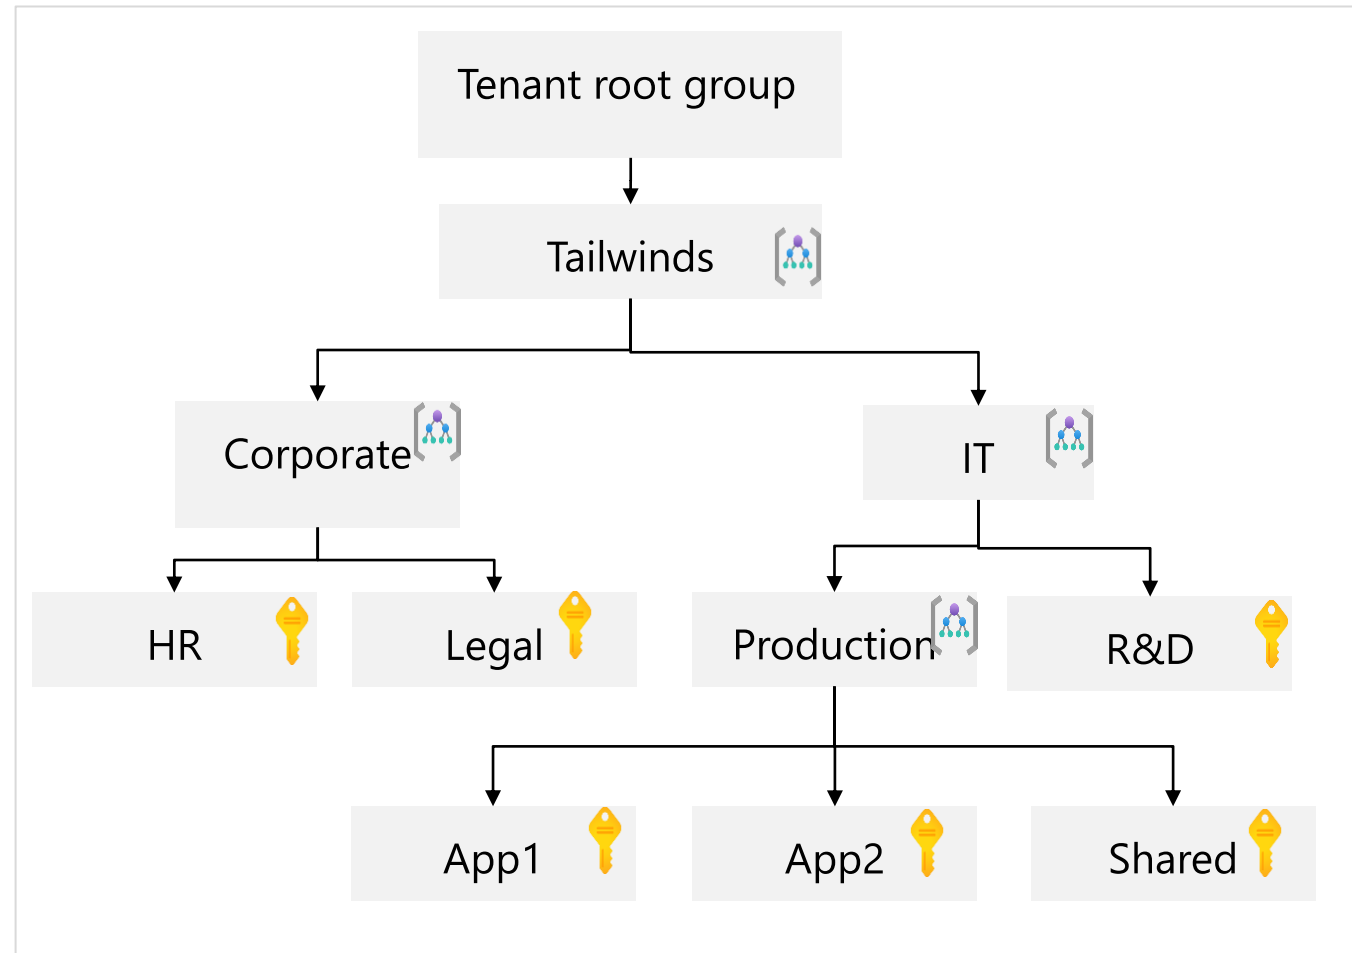 Tenant root group
Tailwinds
Corporate
IT
HR
Legal
Production
R&D
App1
App2
Shared